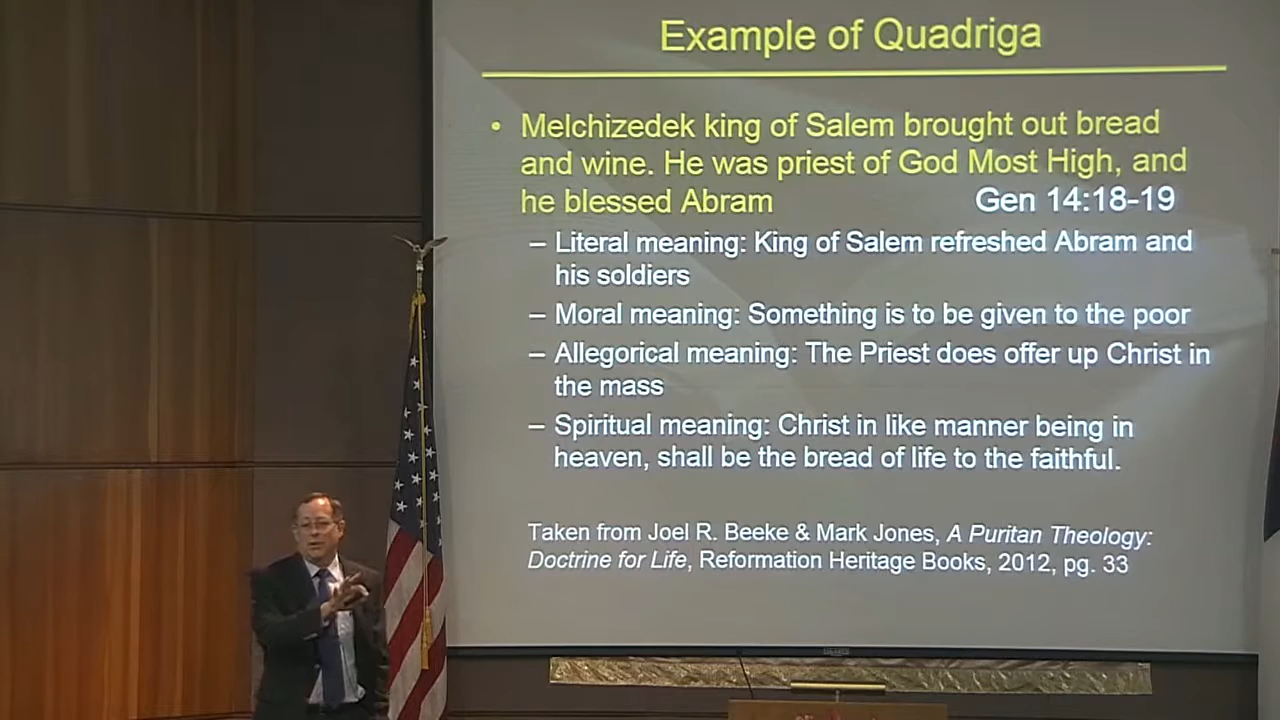 Example of Quadriga
• Melchizedek king of Salem brought out bread
and wine. He was priest of God Most High, and
he blessed Abram Gen 14:18-19
– Literal meaning: King of Salem refreshed Abram and
his soldiers
– Moral meaning: Something is to be given to the poor
– Allegorical meaning: The Priest does offer up Christ in
the mass
– Spiritual meaning: Christ in like manner being in
heaven, shall be the bread of life to the faithful.
Taken from Joel R. Beeke & Mark Jones, A Puritan Theology:
Doctrine for Life, Reformation Heritage Books, 2012, pg. 33